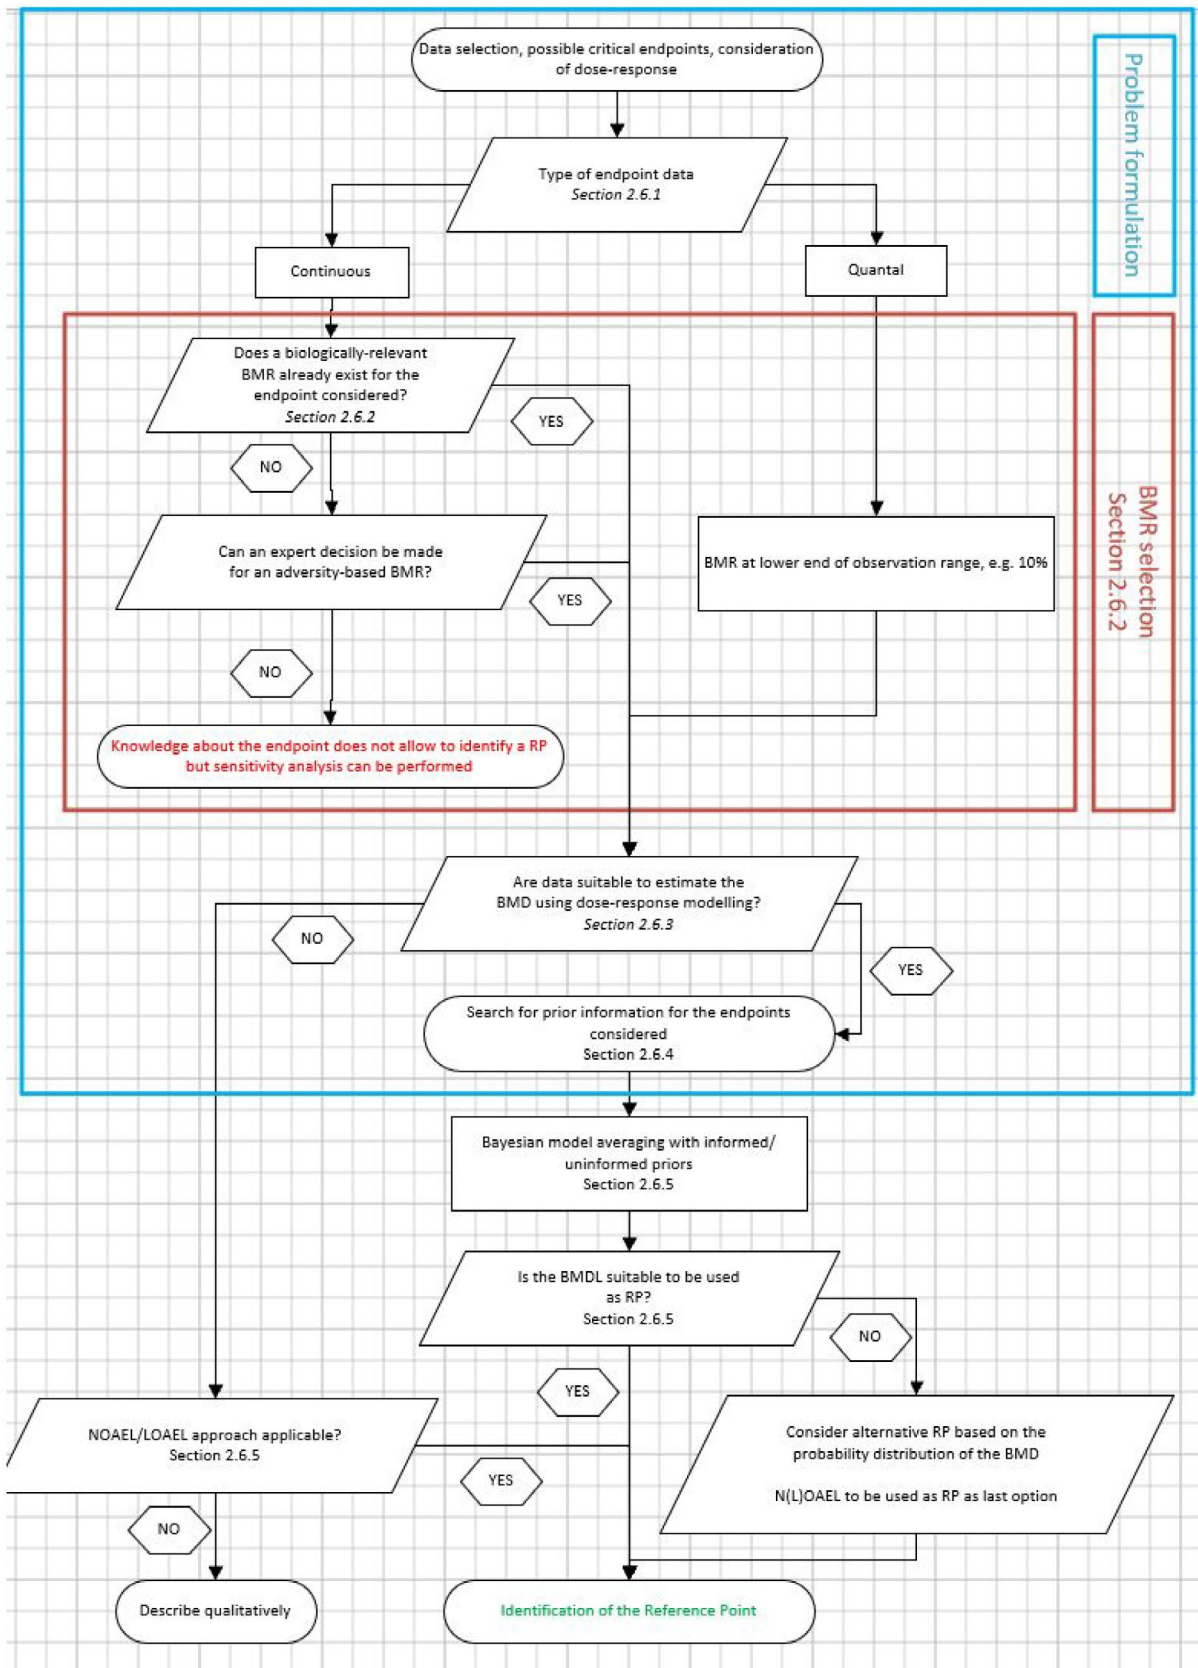 Data selection, possible critical endpoints, consideration
of dose-response
Problem formulation
Type of endpoint data
Section 2.6.1
Continuous
Quantal
Does a biologically-relevant
BMR already exist for the
endpoint considered?
Section 2.6.2
YES
NO
BMR selection
Section 2.6.2
Can an expert decision be made
for an adversity-based BMR?
BMR at lower end of observation range, e.g. 10%
YES
NO
Knowledge about the endpoint does not allow to identify a RP
but sensitivity analysis can be performed
Are data suitable to estimate the
BMD using dose-response modelling?
Section 2.6.3
NO
YES
Search for prior information for the endpoints
considered
Section 2.6.4
Bayesian model averaging with informed/
uninformed priors
Section 2.6.5
Is the BMDL suitable to be used
as RP?
Section 2.6.5
NO
YES
NOAEL/LOAEL approach applicable?
Section 2.6.5
Consider alternative RP based on the
probability distribution of the BMD
N(L)OAEL to be used as RP as last option
YES
NO
Describe qualitatively
Identification of the Reference Point